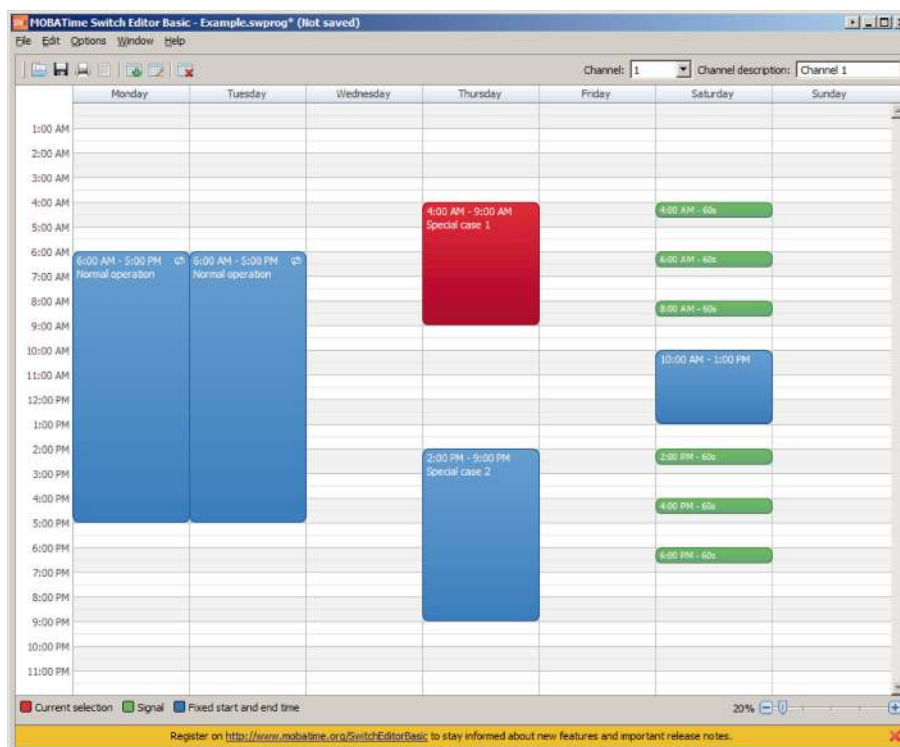 MOBATime Switch Editor Basic - Example.swprog* (Not saved)
File Edit Options Window Help
Channel: 1 Channel description: Channel 1
Monday Tuesday Wednesday Thursday Friday Saturday Sunday
1:00 AM
2:00 AM
3:00 AM
4:00 AM
5:00 AM
6:00 AM
7:00 AM
8:00 AM
9:00 AM
10:00 AM
11:00 AM
12:00 PM
1:00 PM
2:00 PM
3:00 PM
4:00 PM
5:00 PM
6:00 PM
7:00 PM
8:00 PM
9:00 PM
10:00 PM
11:00 PM
6:00 AM - 5:00 PM
Normal operation
6:00 AM - 5:00 PM
Normal operation
4:00 AM - 9:00 AM
Special case 1
2:00 PM - 9:00 PM
Special case 2
4:00 AM - 60s
6:00 AM - 60s
8:00 AM - 60s
10:00 AM - 1:00 PM
2:00 PM - 60s
4:00 PM - 60s
6:00 PM - 60s
Current selection Signal Fixed start and end time
20%
Register on http://www.mobatime.org/SwitchEditorBasic to stay informed about new features and important release notes.